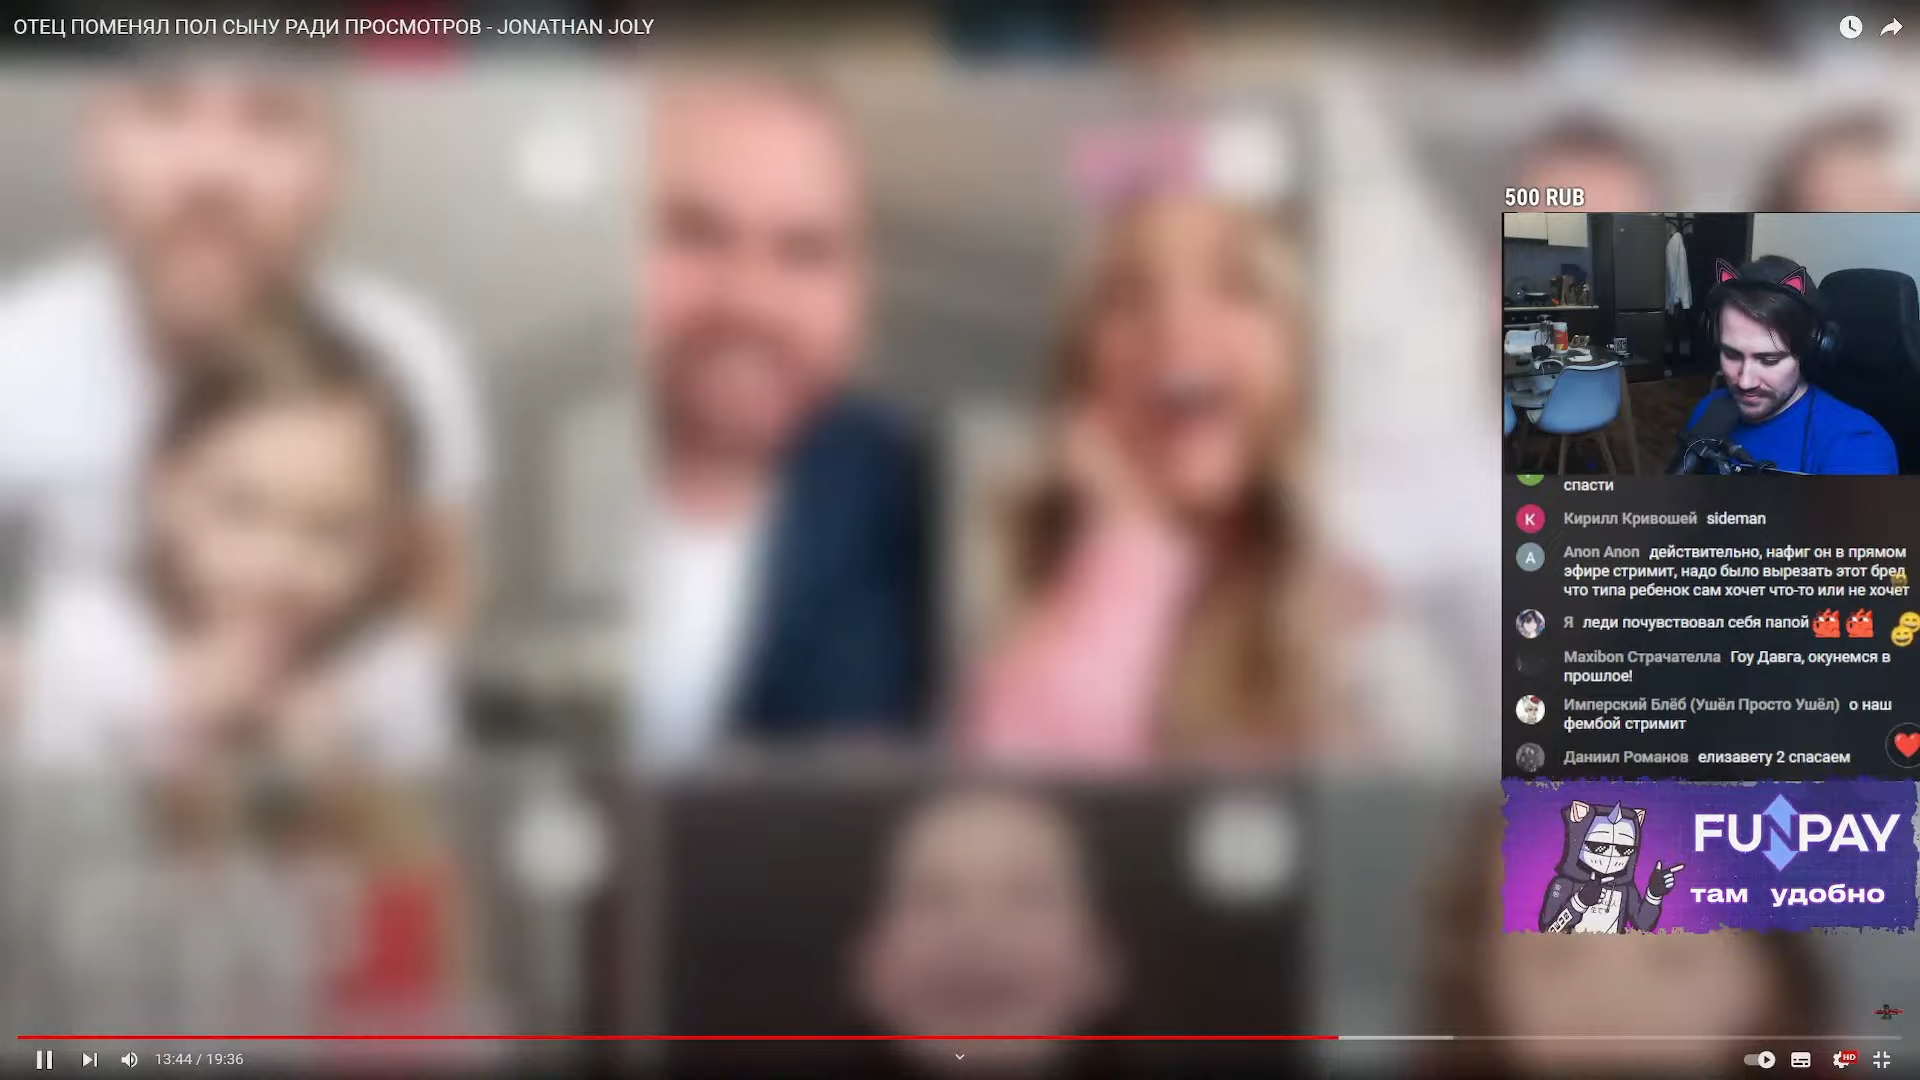 ОТЕЦ ПОМЕНЯЛ ПОЛ СЫНУ РАДИ ПРОСМОТРОВ - JONATHAN JOLY
500 RUB
спасти
Кирилл Кривошей sideman
Anon Anon действительно, нафиг он в прямом
эфире стримит, надо было вырезать этот бред
что типа ребенок сам хочет что-то или не хочет
Я леди почувствовал себя папой
Maxibon Страчателла Гоу Давга, окунемся в
прошлое!
Имперский Блёб (Ушёл Просто Ушёл) о наш
фембой стримит
Даниил Романов елизавету 2 спасаем
FUNPAY
там удобно
13:44 / 19:36
HD